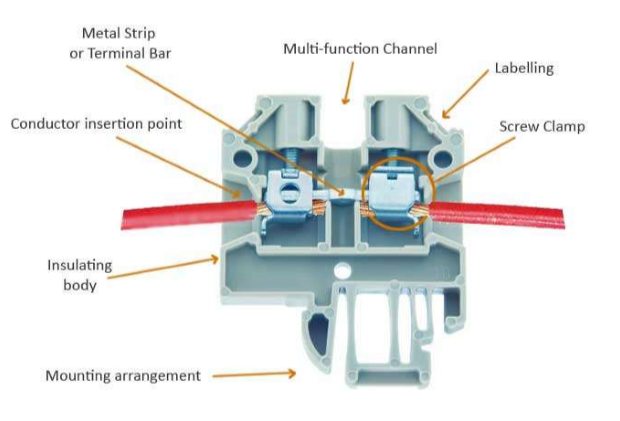 Metal Strip
or Terminal Bar
Multi-function Channel
Labelling
Conductor insertion point
Screw Clamp
Insulating
body
Mounting arrangement